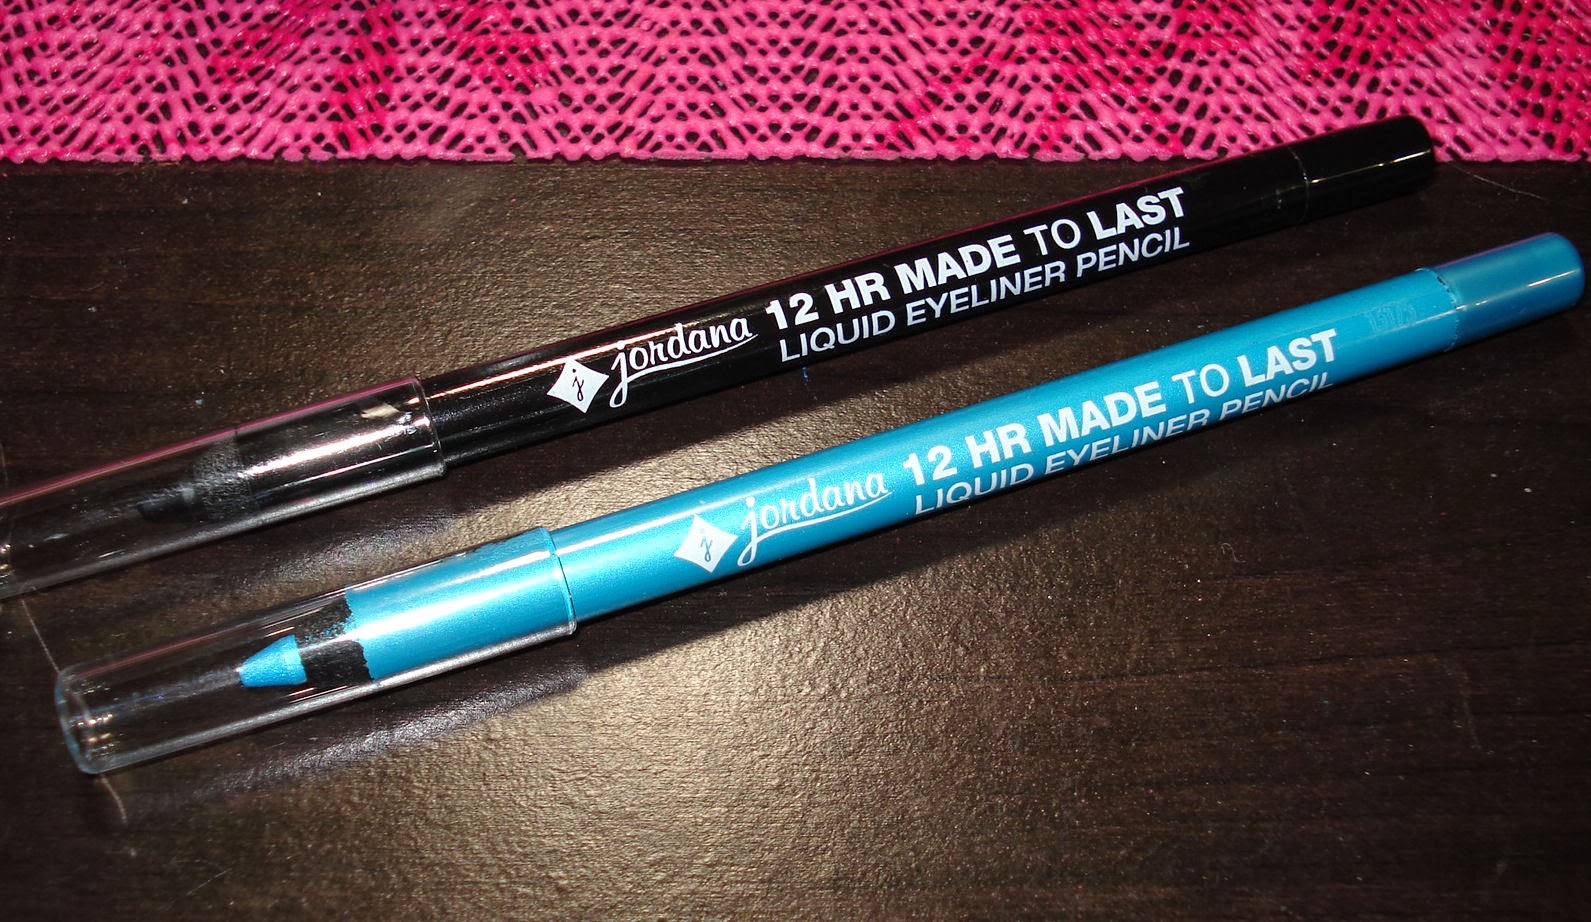 j jordana 12 HR MADE TO LAST
LIQUID EYELINER PENCIL
j jordana 12 HR MADE TO LAST
LIQUID EYELINER PENCIL